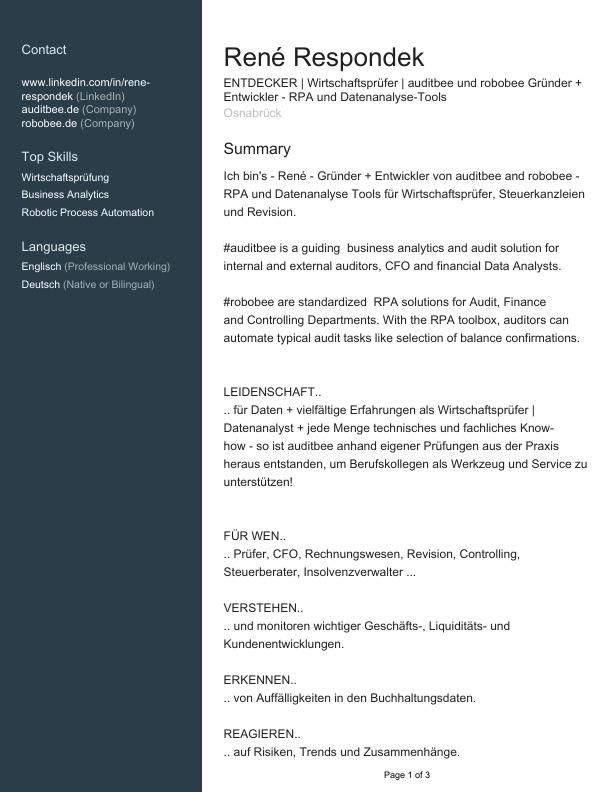 Contact
www.linkedin.com/in/rene-
respondek (LinkedIn)
auditbee.de (Company)
robobee.de (Company)
Top Skills
Wirtschaftsprüfung
Business Analytics
Robotic Process Automation
Languages
Englisch (Professional Working)
Deutsch (Native or Bilingual)
René Respondek
ENTDECKER | Wirtschaftsprüfer | auditbee und robobee Gründer +
Entwickler - RPA und Datenanalyse-Tools
Osnabrück
Summary
Ich bin's - René - Gründer + Entwickler von auditbee and robobee -
RPA und Datenanalyse Tools für Wirtschaftsprüfer, Steuerkanzleien
und Revision.
#auditbee is a guiding  business analytics and audit solution for
internal and external auditors, CFO and financial Data Analysts.
#robobee are standardized  RPA solutions for Audit, Finance
and Controlling Departments. With the RPA toolbox, auditors can
automate typical audit tasks like selection of balance confirmations.
LEIDENSCHAFT..
.. für Daten + vielfältige Erfahrungen als Wirtschaftsprüfer |
Datenanalyst + jede Menge technisches und fachliches Know-
how - so ist auditbee anhand eigener Prüfungen aus der Praxis
heraus entstanden, um Berufskollegen als Werkzeug und Service zu
unterstützen!
FÜR WEN..
.. Prüfer, CFO, Rechnungswesen, Revision, Controlling,
Steuerberater, Insolvenzverwalter ...
VERSTEHEN..
.. und monitoren wichtiger Geschäfts-, Liquiditäts- und
Kundenentwicklungen.
ERKENNEN..
.. von Auffälligkeiten in den Buchhaltungsdaten.
REAGIEREN..
.. auf Risiken, Trends und Zusammenhänge.
Page 1 of 3